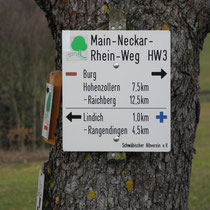 Main-Neckar-
Rhein-Weg HW3
Burg
Hohenzollern 7,5km
-Raichberg 12,5km
Lindich 1,0km
-Rangendingen 4,5km
Schwäbischer Albverein e.V.